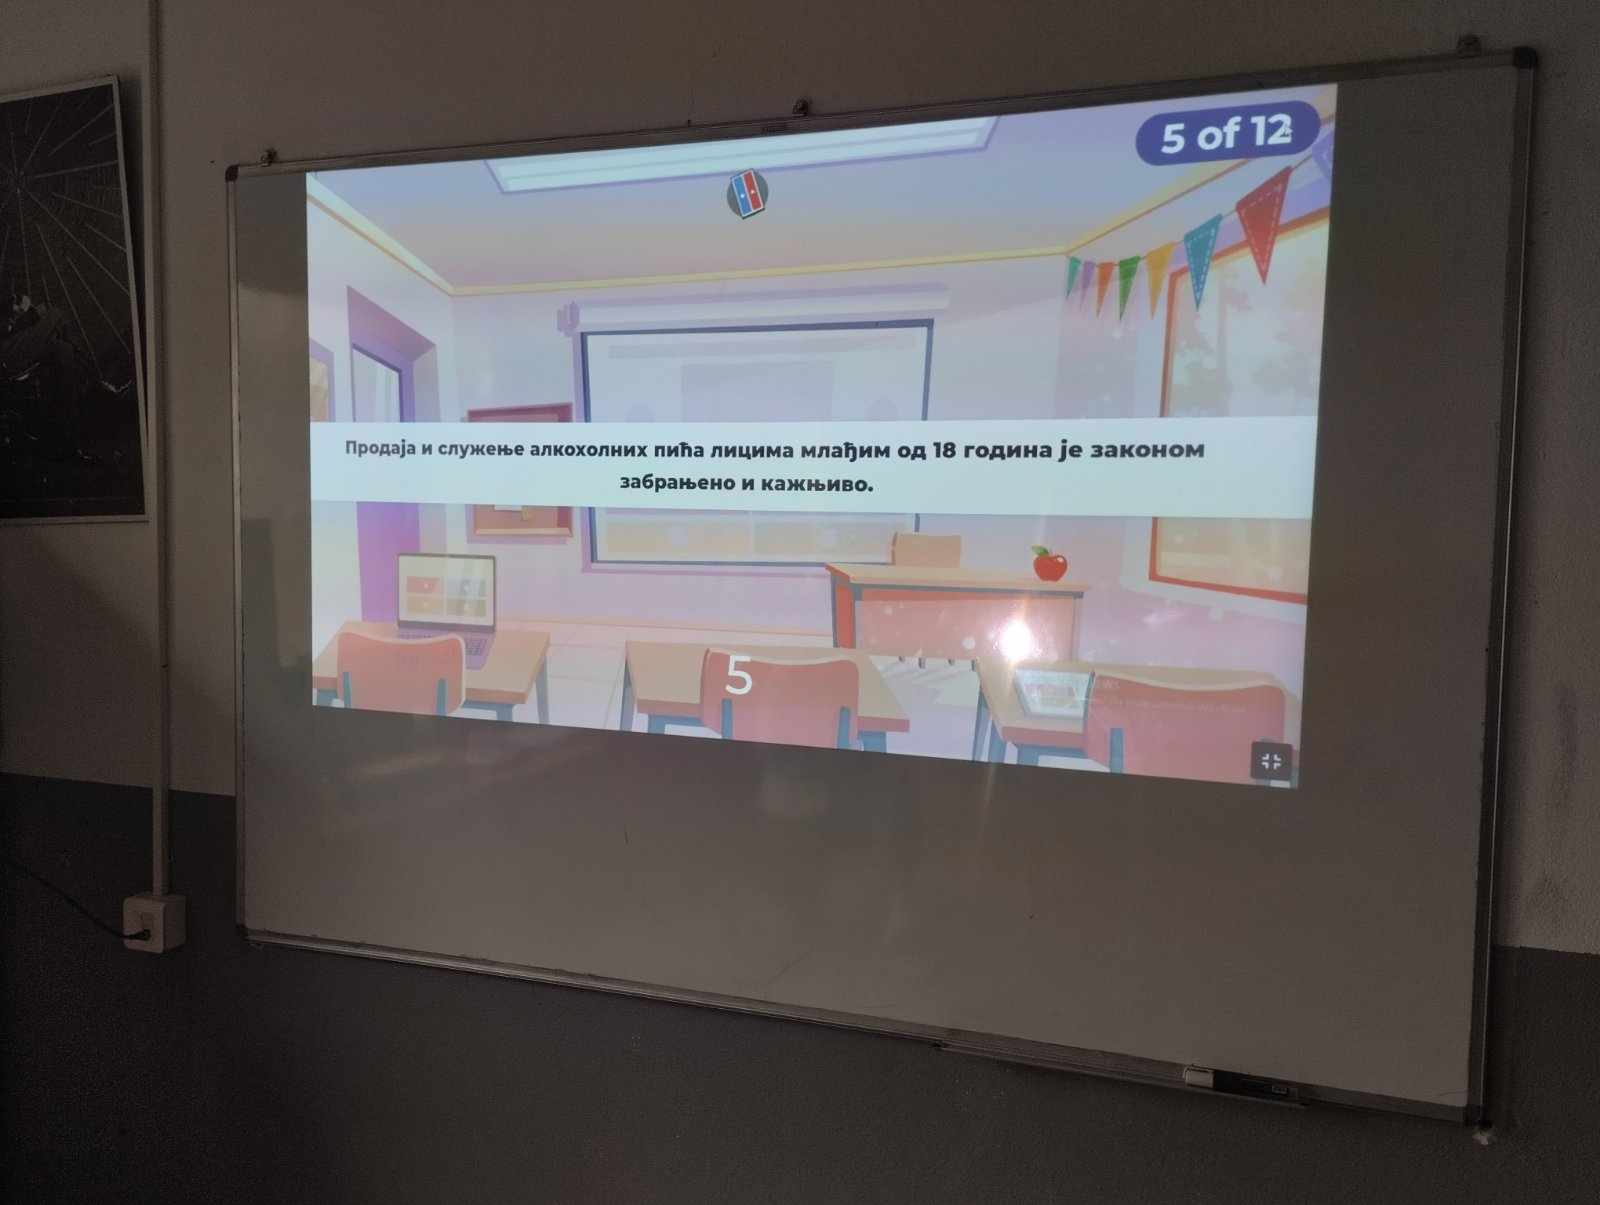 5 of 12
Продаја и служење алкохолних пића лицима млађим од 18 година је законом
забрањено и кажњиво.
5